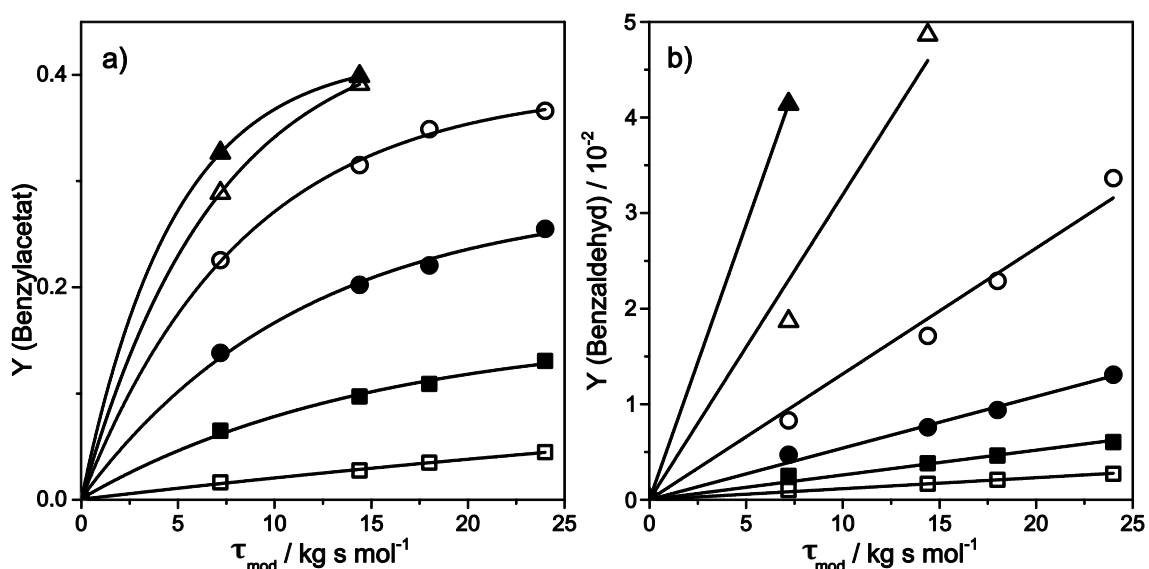 a)
Y (Benzylacetat)
0.4
0.2
0.0
0 5 10 15 20 25
τmod / kg s mol-1
b)
Y (Benzaldehyd) / 10-2
5
4
3
2
1
0
0 5 10 15 20 25
τmod / kg s mol-1